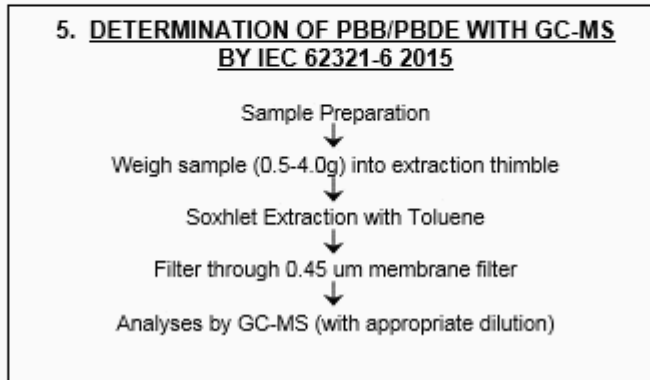 5. DETERMINATION OF PBB/PBDE WITH GC-MS
BY IEC 62321-6 2015
Sample Preparation
Weigh sample (0.5-4.0g) into extraction thimble
Soxhlet Extraction with Toluene
Filter through 0.45 um membrane filter
Analyses by GC-MS (with appropriate dilution)